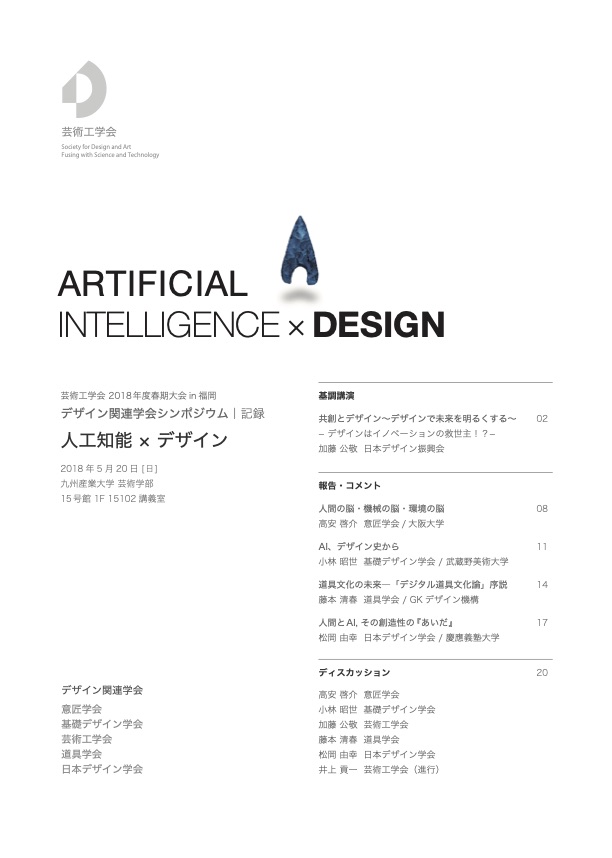 芸術工学会
Society for Design and Art
Fusing with Science and Technology
ARTIFICIAL
INTELLIGENCE × DESIGN
芸術工学会 2018年度春期大会 in 福岡
デザイン関連学会シンポジウム｜記録
人工知能 × デザイン
2018 年 5 月 20 日 [日]
九州産業大学 芸術学部
15号館 1F 15102 講義室
デザイン関連学会
意匠学会
基礎デザイン学会
芸術工学会
道具学会
日本デザイン学会
基調講演
共創とデザイン〜デザインで未来を明るくする〜 02
− デザインはイノベーションの救世主！？−
加藤 公敬 日本デザイン振興会
報告・コメント
人間の脳・機械の脳・環境の脳 08
高安 啓介 意匠学会 / 大阪大学
AI、デザイン史から 11
小林 昭世 基礎デザイン学会 / 武蔵野美術大学
道具文化の未来─「デジタル道具文化論」序説 14
藤本 清春 道具学会 / GK デザイン機構
人間とAI, その創造性の『あいだ』 17
松岡 由幸 日本デザイン学会 / 慶應義塾大学
ディスカッション 20
高安 啓介 意匠学会
小林 昭世 基礎デザイン学会
加藤 公敬 芸術工学会
藤本 清春 道具学会
松岡 由幸 日本デザイン学会
井上 貢一 芸術工学会（進行）